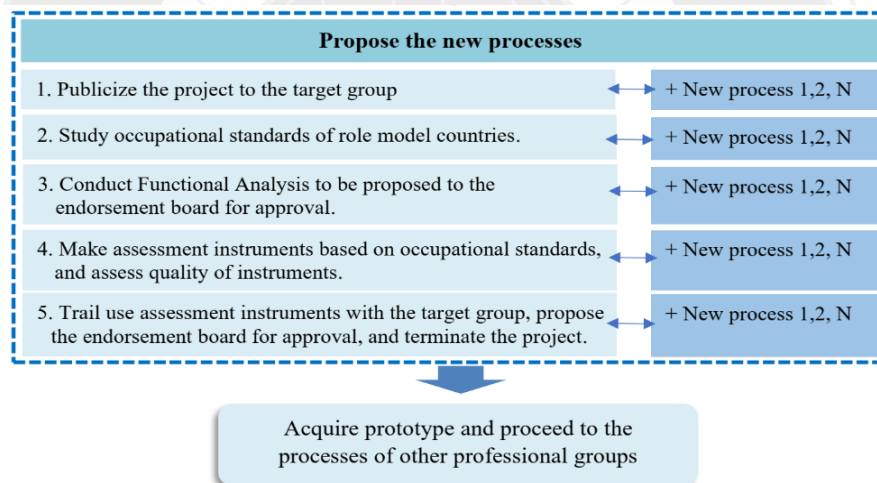 Propose the new processes
1. Publicize the project to the target group
+ New process 1,2, N
2. Study occupational standards of role model countries.
+ New process 1,2, N
3. Conduct Functional Analysis to be proposed to the
endorsement board for approval.
+ New process 1,2, N
4. Make assessment instruments based on occupational standards,
and assess quality of instruments.
+ New process 1,2, N
5. Trail use assessment instruments with the target group, propose
the endorsement board for approval, and terminate the project.
+ New process 1,2, N
Acquire prototype and proceed to the
processes of other professional groups